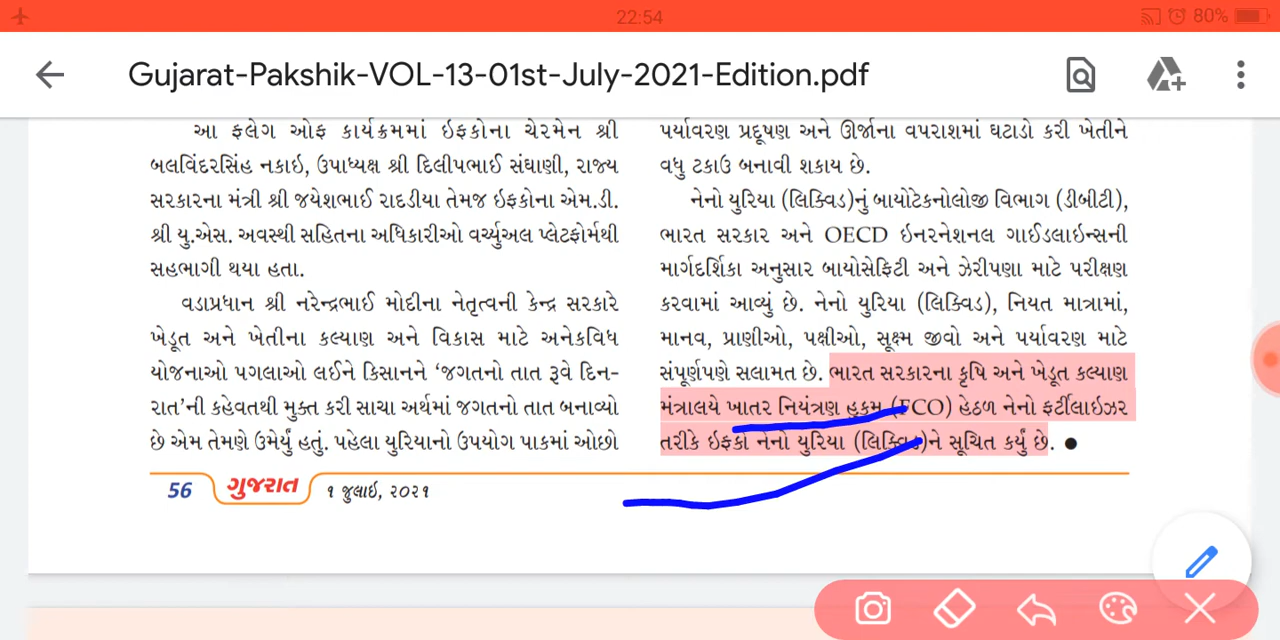 22:54
80%
Gujarat-Pakshik-VOL-13-01st-July-2021-Edition.pdf
આ ફ્લેગ ઓફ કાર્યક્રમમાં ઇફકોના ચેરમેન શ્રી
બલવિંદરસિંહ નકાઇ, ઉપાધ્યક્ષ શ્રી દિલીપભાઈ સંઘાણી, રાજ્ય
સરકારના મંત્રી શ્રી જયેશભાઈ રાદડીયા તેમજ ઇફકોના એમ.ડી.
શ્રી યુ.એસ. અવસ્થી સહિતના અધિકારીઓ વર્ચ્યુઅલ પ્લેટફોર્મથી
સહભાગી થયા હતા.
વડાપ્રધાન શ્રી નરેન્દ્રભાઈ મોદીના નેતૃત્વની કેન્દ્ર સરકારે
ખેડૂત અને ખેતીના કલ્યાણ અને વિકાસ માટે અનેકવિધ
યોજનાઓ પગલાઓ લઈને કિસાનને ‘જગતનો તાત રૂવે દિન-
રાત’ની કહેવતથી મુક્ત કરી સાચા અર્થમાં જગતનો તાત બનાવ્યો
છે એમ તેમણે ઉમેર્યું હતું. પહેલા યુરિયાનો ઉપયોગ પાકમાં ઓછો
પર્યાવરણ પ્રદૂષણ અને ઊર્જાના વપરાશમાં ઘટાડો કરી ખેતીને
વધુ ટકાઉ બનાવી શકાય છે.
નેનો યુરિયા (લિક્વિડ)નું બાયોટેકનોલોજી વિભાગ (ડીબીટી),
ભારત સરકાર અને OECD ઇનરનેશનલ ગાઈડલાઇન્સની
માર્ગદર્શિકા અનુસાર બાયોસેફિટી અને ઝેરીપણા માટે પરીક્ષણ
કરવામાં આવ્યું છે. નેનો યુરિયા (લિક્વિડ), નિયત માત્રામાં,
માનવ, પ્રાણીઓ, પક્ષીઓ, સૂક્ષ્મ જીવો અને પર્યાવરણ માટે
સંપૂર્ણપણે સલામત છે. ભારત સરકારના કૃષિ અને ખેડૂત કલ્યાણ
મંત્રાલયે ખાતર નિયંત્રણ હુકમ (FCO) હેઠળ નેનો ફર્ટીલાઇઝર
તરીકે ઇફકો નેનો યુરિયા (લિક્વિડ)ને સૂચિત કર્યું છે. ●
56 ગુજરાત ૧ જુલાઇ, ૨૦૨૧